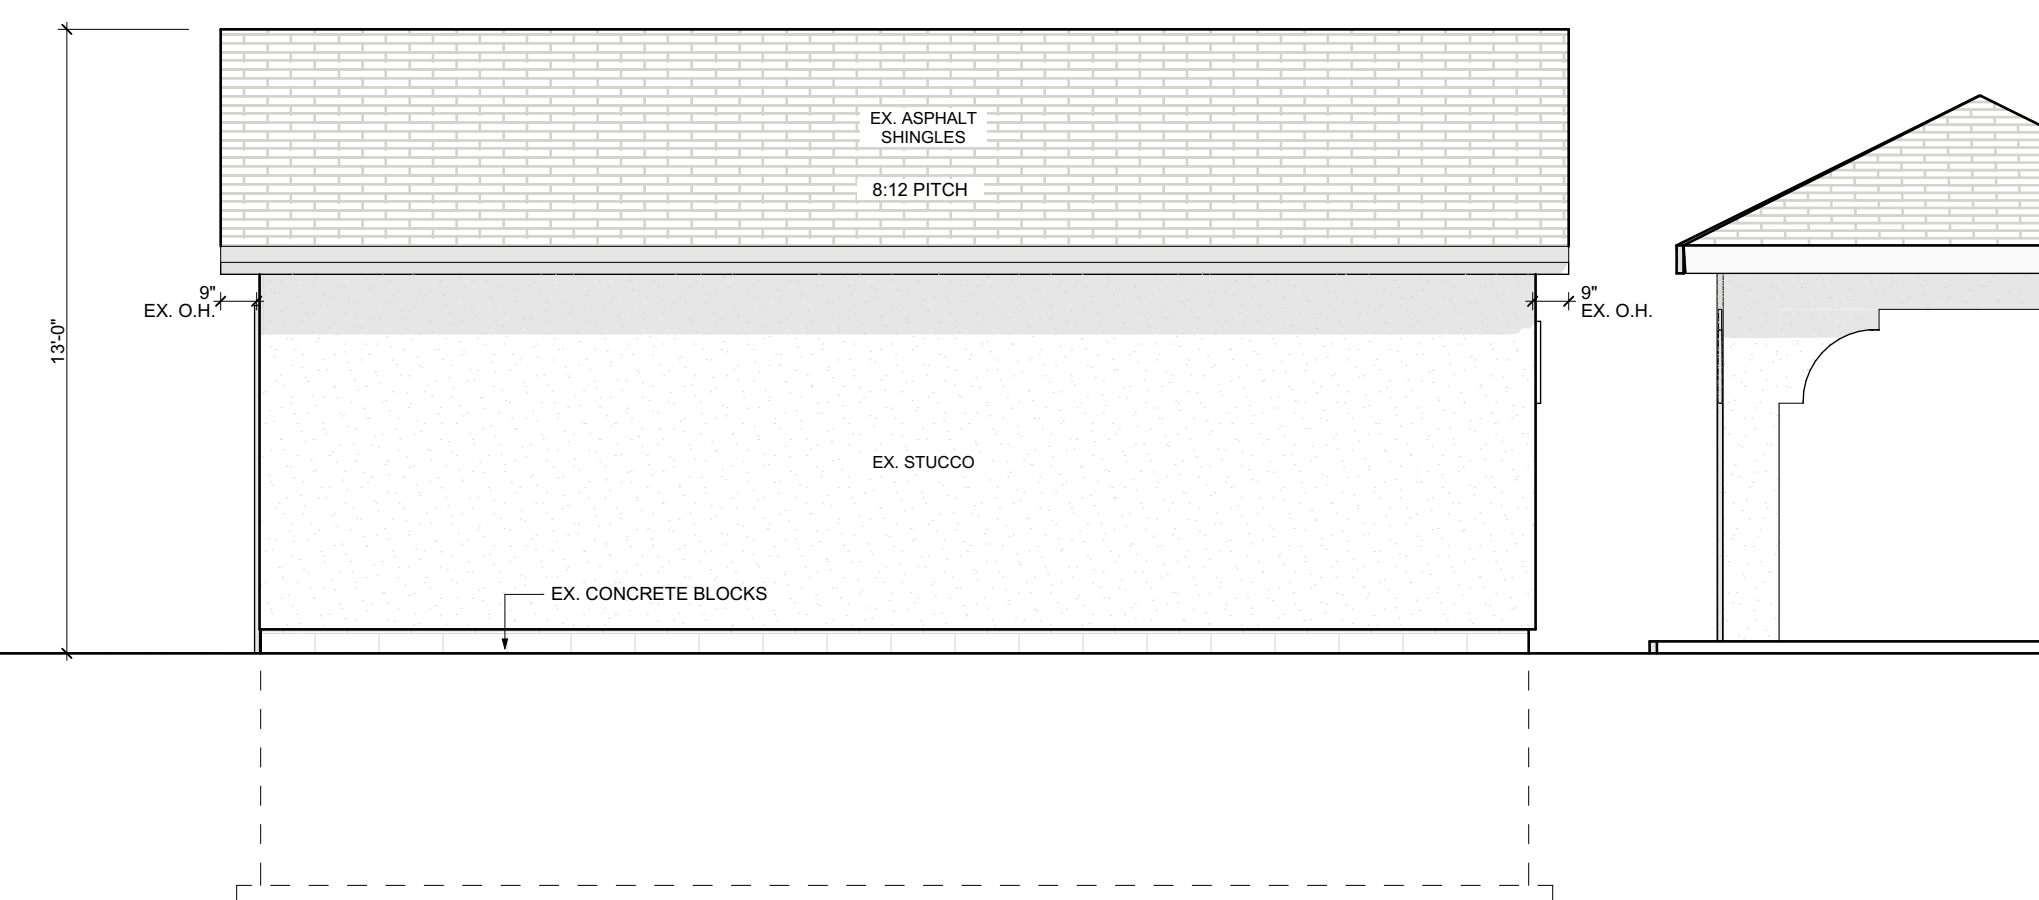 EX. ASPHALT
SHINGLES
8:12 PITCH
9"
EX. O.H.
9"
EX. O.H.
13'-0"
EX. STUCCO
EX. CONCRETE BLOCKS